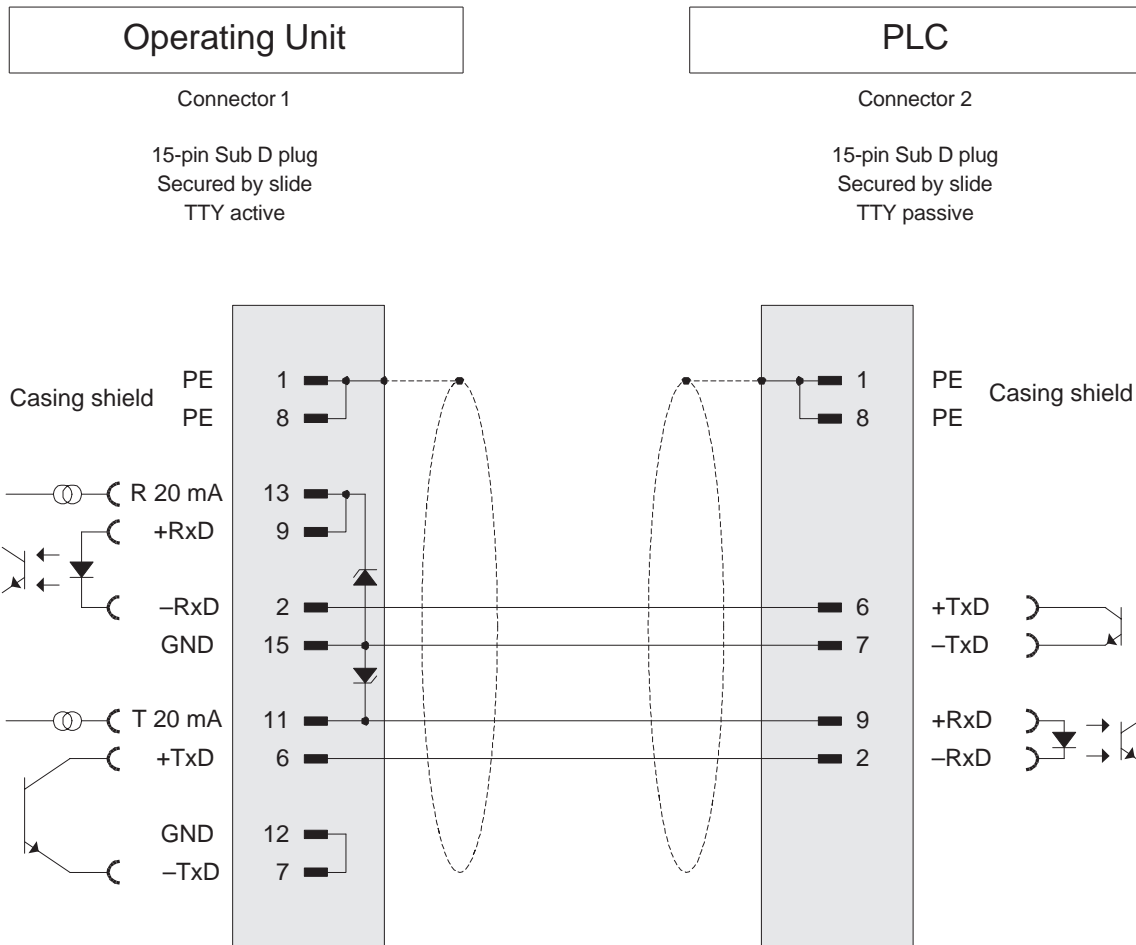 Operating Unit
PLC
Connector 1
Connector 2
15-pin Sub D plug
Secured by slide
TTY active
15-pin Sub D plug
Secured by slide
TTY passive
Casing shield
PE 1
PE 8
R 20 mA 13
+RxD 9
–RxD 2
GND 15
T 20 mA 11
+TxD 6
GND 12
–TxD 7
1 PE
8 PE
Casing shield
6 +TxD
7 –TxD
9 +RxD
2 –RxD